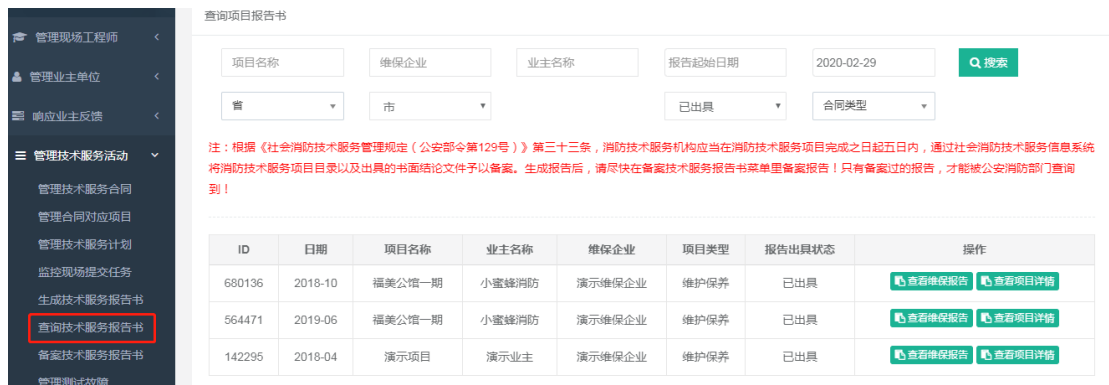 查询项目报告书
管理现场工程师
管理业主单位
响应业主反馈
管理技术服务活动
管理技术服务合同
管理合同对应项目
管理技术服务计划
监控现场提交任务
生成技术服务报告书
查询技术服务报告书
备案技术服务报告书
管理测试故障
项目名称 维保企业 业主名称 报告起始日期 2020-02-29 搜索
省 市 已出具 合同类型
注：根据《社会消防技术服务管理规定（公安部令第129号）》第三十三条，消防技术服务机构应当在消防技术服务项目完成之日起五日内，通过社会消防技术服务信息系统
将消防技术服务项目目录以及出具的书面结论文件予以备案。生成报告后，请尽快在备案技术服务报告书菜单里备案报告！只有备案过的报告，才能被公安消防部门查询
到！
ID 日期 项目名称 业主名称 维保企业 项目类型 报告出具状态 操作
680136 2018-10 福美公馆一期 小蜜蜂消防 演示维保企业 维护保养 已出具 查看维保报告 查看项目详情
564471 2019-06 福美公馆一期 小蜜蜂消防 演示维保企业 维护保养 已出具 查看维保报告 查看项目详情
142295 2018-04 演示项目 演示业主 演示维保企业 维护保养 已出具 查看维保报告 查看项目详情